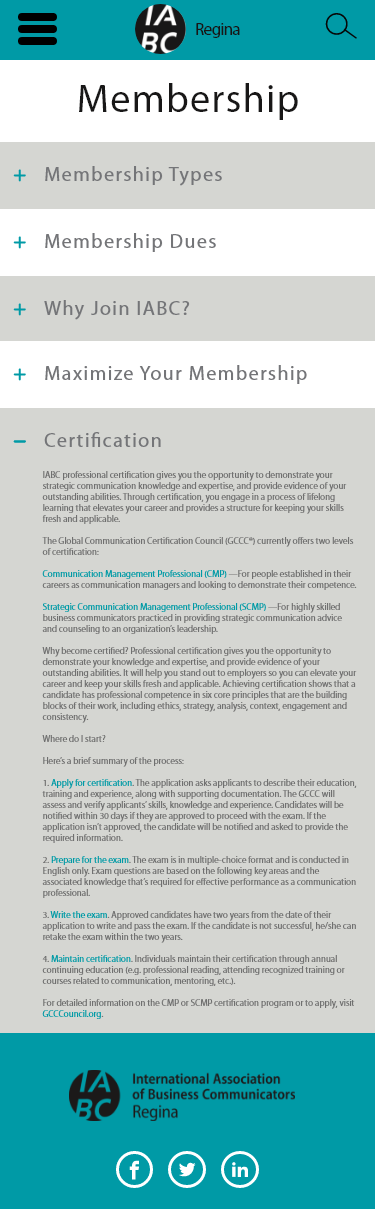 IA
BC
Regina
Membership
+ Membership Types
+ Membership Dues
+ Why Join IABC?
+ Maximize Your Membership
− Certification
IABC professional certification gives you the opportunity to demonstrate your
strategic communication knowledge and expertise, and provide evidence of your
outstanding abilities. Through certification, you engage in a process of lifelong
learning that elevates your career and provides a structure for keeping your skills
fresh and applicable.
The Global Communication Certification Council (GCCC®) currently offers two levels
of certification:
Communication Management Professional (CMP) —For people established in their
careers as communication managers and looking to demonstrate their competence.
Strategic Communication Management Professional (SCMP) —For highly skilled
business communicators practiced in providing strategic communication advice
and counseling to an organization's leadership.
Why become certified? Professional certification gives you the opportunity to
demonstrate your knowledge and expertise, and provide evidence of your
outstanding abilities. It will help you stand out to employers so you can elevate your
career and keep your skills fresh and applicable. Achieving certification shows that a
candidate has professional competence in six core principles that are the building
blocks of their work, including ethics, strategy, analysis, context, engagement and
consistency.
Where do I start?
Here's a brief summary of the process:
1. Apply for certification. The application asks applicants to describe their education,
training and experience, along with supporting documentation. The GCCC will
assess and verify applicants' skills, knowledge and experience. Candidates will be
notified within 30 days if they are approved to proceed with the exam. If the
application isn't approved, the candidate will be notified and asked to provide the
required information.
2. Prepare for the exam. The exam is in multiple-choice format and is conducted in
English only. Exam questions are based on the following key areas and the
associated knowledge that's required for effective performance as a communication
professional.
3. Write the exam. Approved candidates have two years from the date of their
application to write and pass the exam. If the candidate is not successful, he/she can
retake the exam within the two years.
4. Maintain certification. Individuals maintain their certification through annual
continuing education (e.g. professional reading, attending recognized training or
courses related to communication, mentoring, etc.).
For detailed information on the CMP or SCMP certification program or to apply, visit
GCCCouncil.org.
IA
BC
International Association
of Business Communicators
Regina
f
in